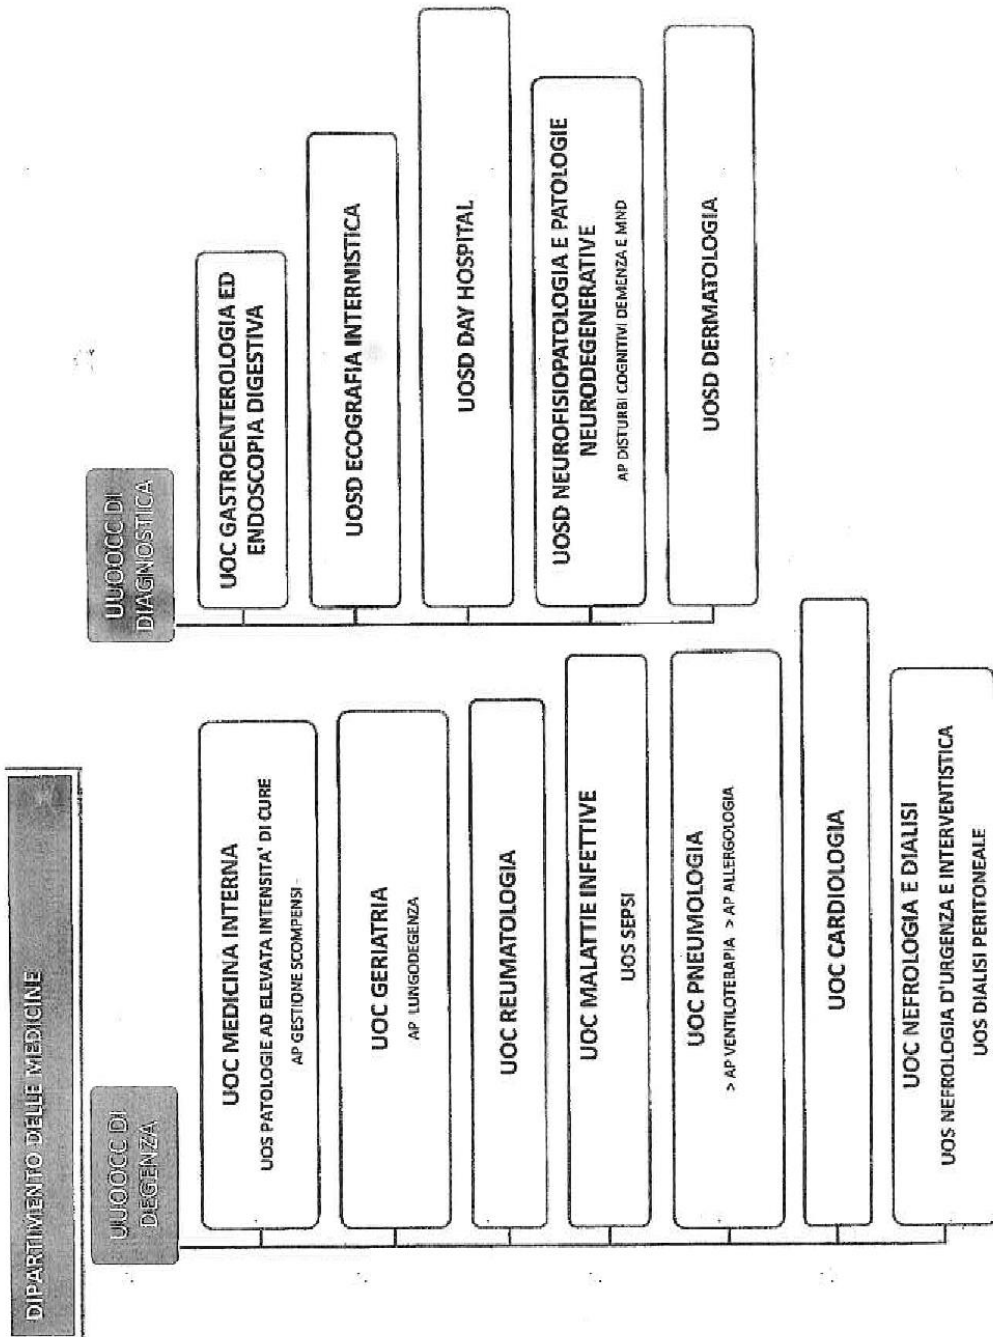 DIPARTIMENTO DELLE MEDICINE
UUOOCC DI
DEGENZA
UOC MEDICINA INTERNA
UOS PATOLOGIE AD ELEVATA INTENSITA' DI CURE
AP GESTIONE SCOMPENSI -
UOC GERIATRIA
AP LUNGODEGENZA
UOC REUMATOLOGIA
UOC MALATTIE INFETTIVE
UOS SEPSI
UOC PNEUMOLOGIA
> AP VENTILOTERAPIA > AP ALLERGOLOGIA
UOC CARDIOLOGIA
UOC NEFROLOGIA E DIALISI
UOS NEFROLOGIA D'URGENZA E INTERVENTISTICA
UOS DIALISI PERITONEALE
UUOOCC DI
DIAGNOSTICA
UOC GASTROENTEROLOGIA ED
ENDOSCOPIA DIGESTIVA
UOSD ECOGRAFIA INTERNISTICA
UOSD DAY HOSPITAL
UOSD NEUROFISIOPATOLOGIA E PATOLOGIE
NEURODEGENERATIVE
AP DISTURBI COGNITIVI DEMENZA E MND
UOSD DERMATOLOGIA